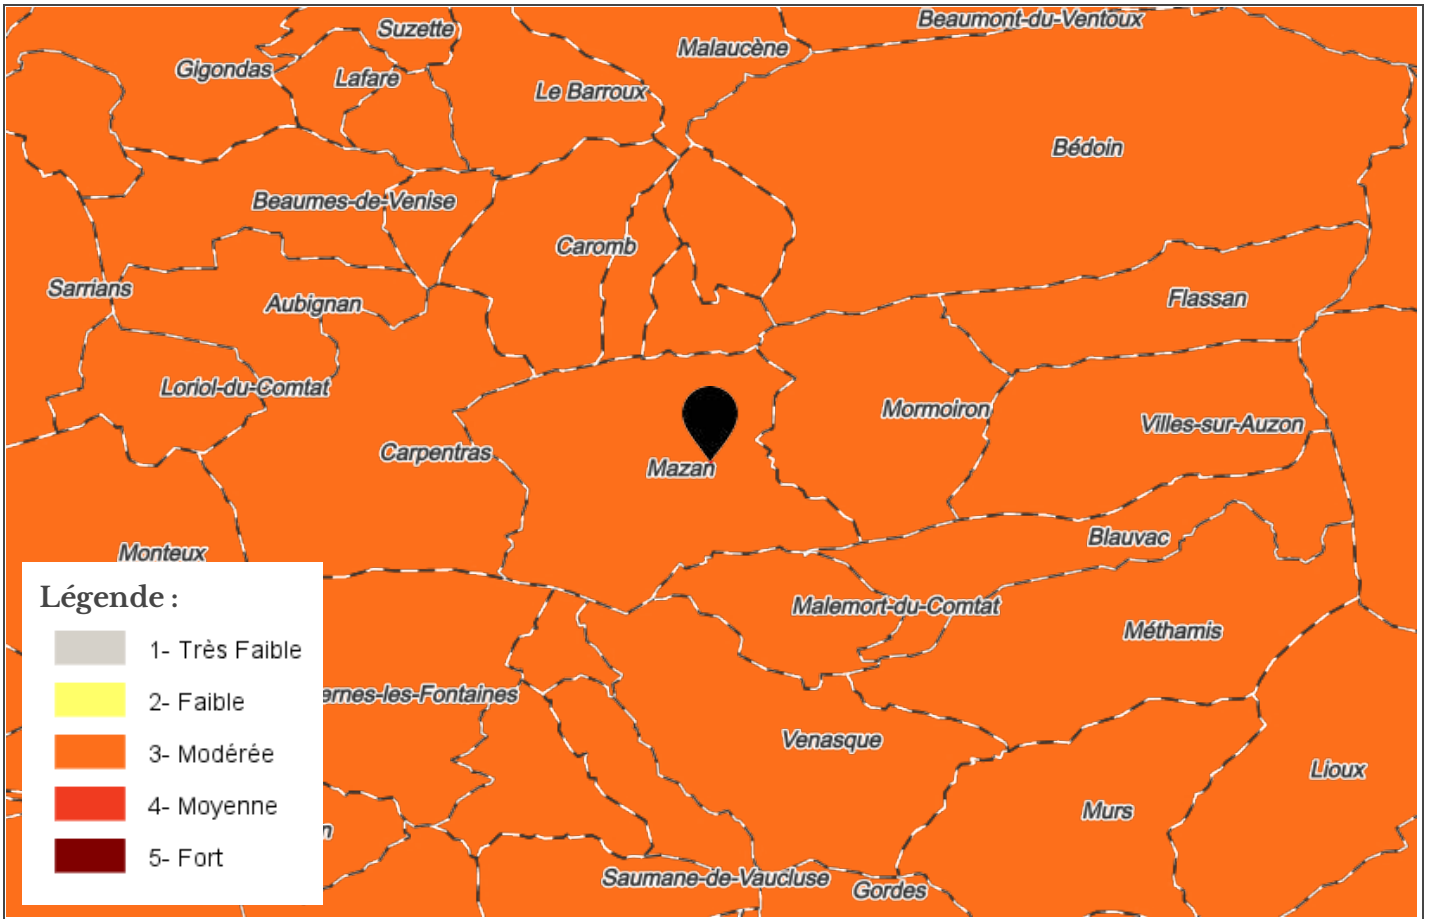 Suzette
Beaumont-du-Ventoux
Malaucène
Gigondas
Lafare
Le Barroux
Bédoin
Beaumes-de-Venise
Caromb
Sarrians
Aubignan
Flassan
Loriol-du-Comtat
Mormoiron
Villes-sur-Auzon
Carpentras
Mazan
Blauvac
Monteux
Malemort-du-Comtat
Méthamis
ernes-les-Fontaines
Venasque
Lioux
Murs
n
Saumane-de-Vaucluse
Gordes
Légende :
1- Très Faible
2- Faible
3- Modérée
4- Moyenne
5- Fort